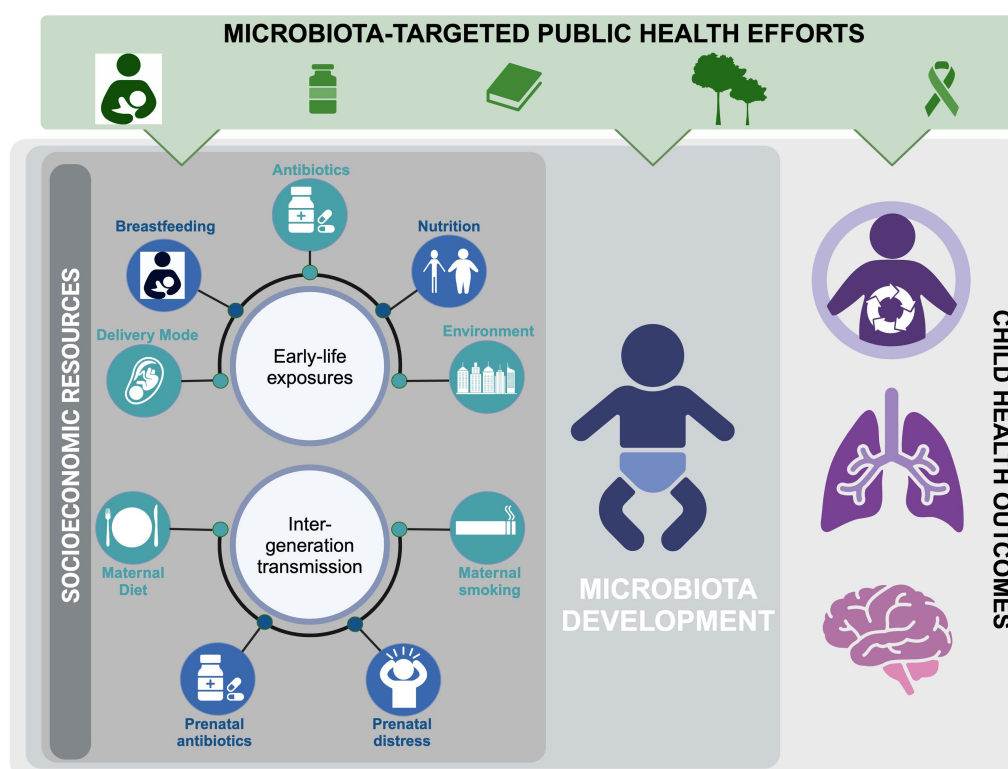 MICROBIOTA-TARGETED PUBLIC HEALTH EFFORTS
SOCIOECONOMIC RESOURCES
Antibiotics
Breastfeeding
Nutrition
Delivery Mode
Environment
Early-life
exposures
Inter-
generation
transmission
Maternal
Diet
Maternal
smoking
Prenatal
antibiotics
Prenatal
distress
MICROBIOTA
DEVELOPMENT
CHILD HEALTH OUTCOMES